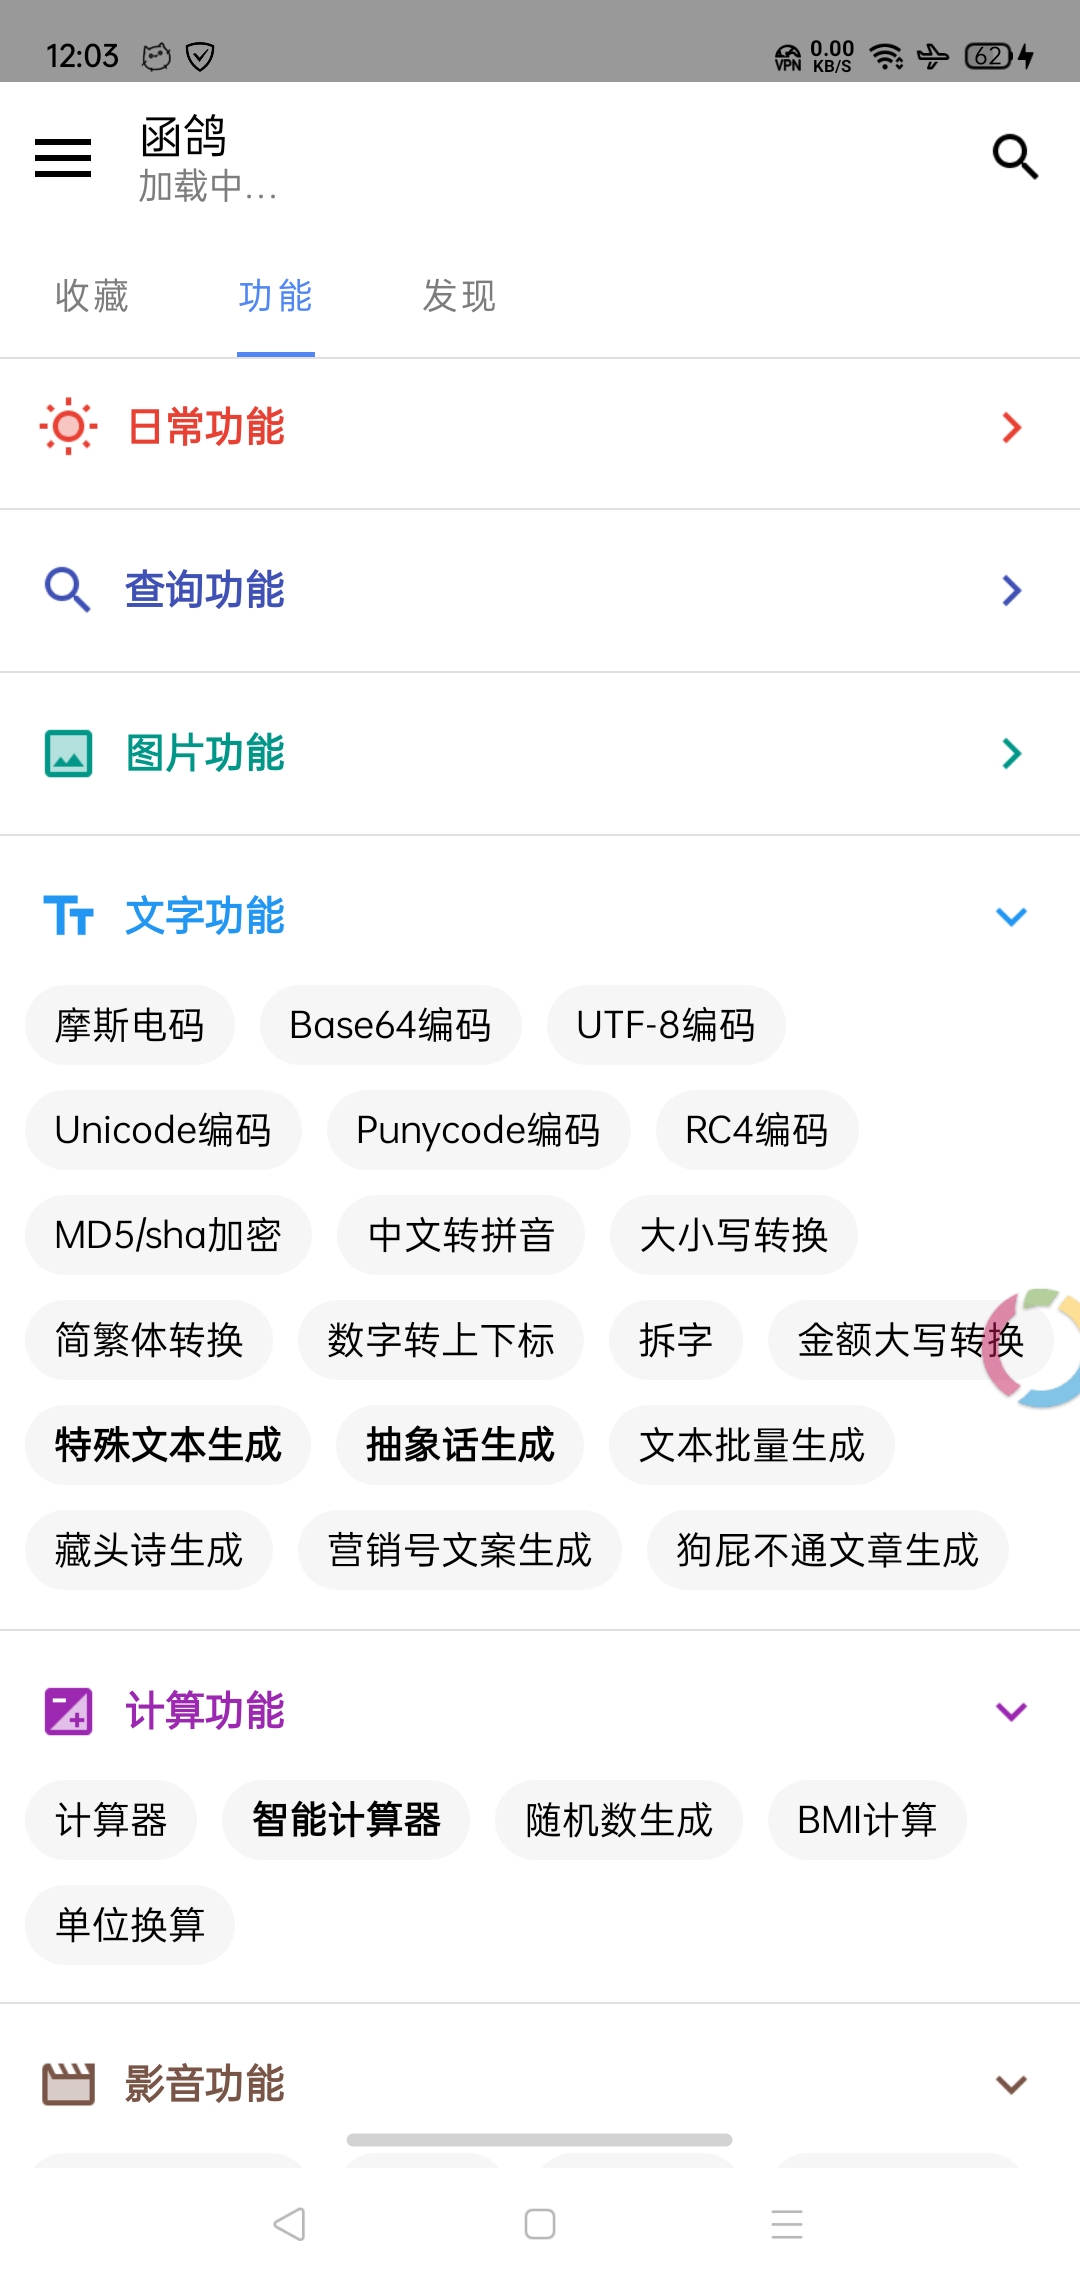 12:03 VPN 0.00 KB/S 62
函鸽
加载中...
收藏 功能 发现
日常功能
查询功能
图片功能
文字功能
摩斯电码 Base64编码 UTF-8编码
Unicode编码 Punycode编码 RC4编码
MD5/sha加密 中文转拼音 大小写转换
简繁体转换 数字转上下标 拆字 金额大写转换
特殊文本生成 抽象话生成 文本批量生成
藏头诗生成 营销号文案生成 狗屁不通文章生成
计算功能
计算器 智能计算器 随机数生成 BMI计算
单位换算
影音功能